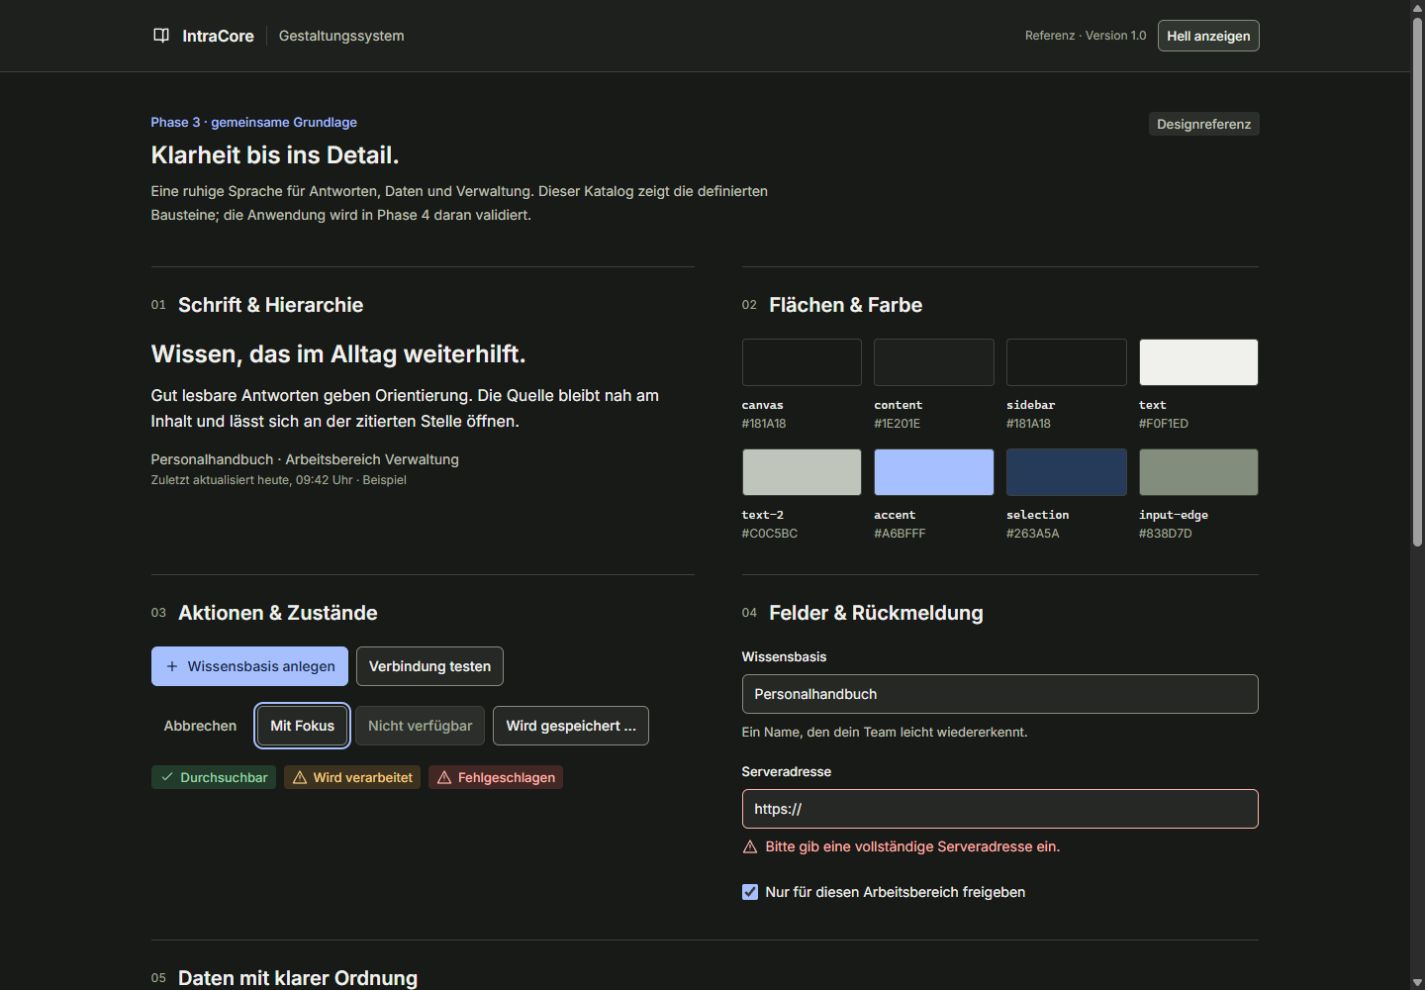 IntraCore
Gestaltungssystem
Referenz · Version 1.0
Hell anzeigen
Phase 3 · gemeinsame Grundlage
Designreferenz
Klarheit bis ins Detail.
Eine ruhige Sprache für Antworten, Daten und Verwaltung. Dieser Katalog zeigt die definierten
Bausteine; die Anwendung wird in Phase 4 daran validiert.
01 Schrift & Hierarchie
Wissen, das im Alltag weiterhilft.
Gut lesbare Antworten geben Orientierung. Die Quelle bleibt nah am
Inhalt und lässt sich an der zitierten Stelle öffnen.
Personalhandbuch · Arbeitsbereich Verwaltung
Zuletzt aktualisiert heute, 09:42 Uhr · Beispiel
02 Flächen & Farbe
canvas
#181A18
content
#1E201E
sidebar
#181A18
text
#F0F1ED
text-2
#C0C5BC
accent
#A6BFFF
selection
#263A5A
input-edge
#838D7D
03 Aktionen & Zustände
+ Wissensbasis anlegen
Verbindung testen
Abbrechen
Mit Fokus
Nicht verfügbar
Wird gespeichert ...
Durchsuchbar
Wird verarbeitet
Fehlgeschlagen
04 Felder & Rückmeldung
Wissensbasis
Personalhandbuch
Ein Name, den dein Team leicht wiedererkennt.
Serveradresse
https://
Bitte gib eine vollständige Serveradresse ein.
Nur für diesen Arbeitsbereich freigeben
05 Daten mit klarer Ordnung